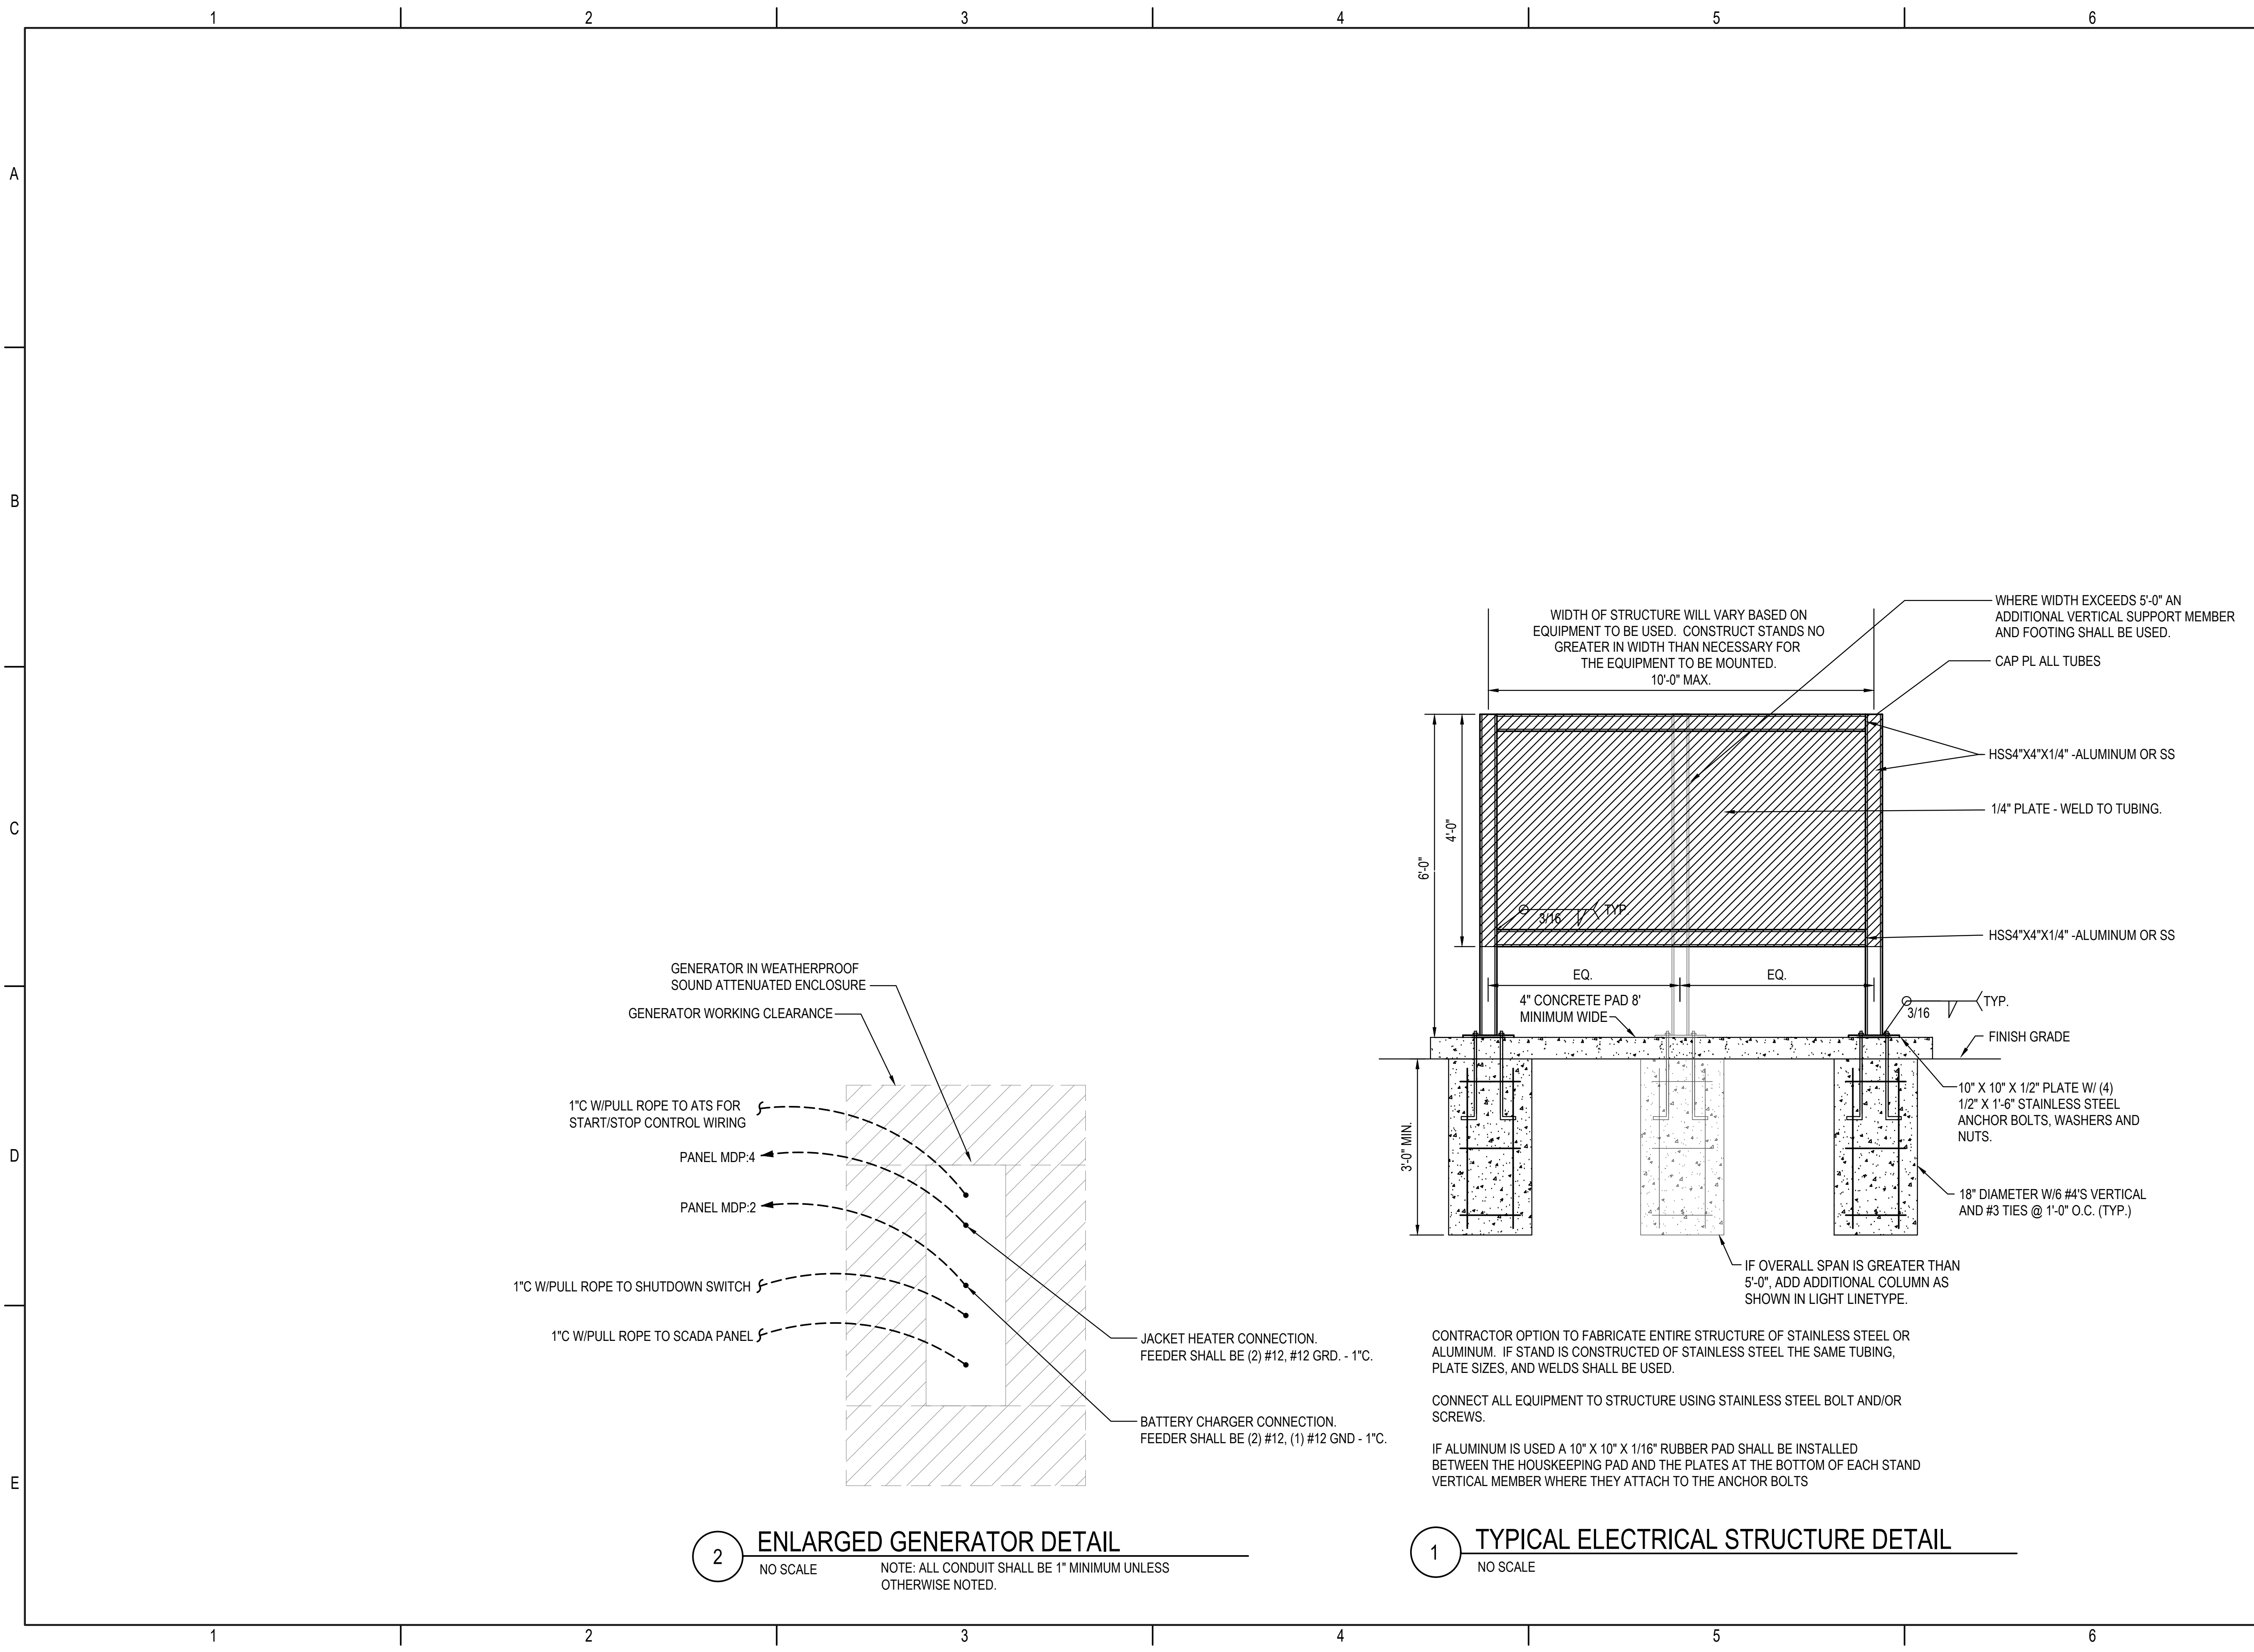 1 2 3 4 5 6
A
B
C
D
E
WIDTH OF STRUCTURE WILL VARY BASED ON
EQUIPMENT TO BE USED. CONSTRUCT STANDS NO
GREATER IN WIDTH THAN NECESSARY FOR
THE EQUIPMENT TO BE MOUNTED.
10'-0" MAX.
WHERE WIDTH EXCEEDS 5'-0" AN
ADDITIONAL VERTICAL SUPPORT MEMBER
AND FOOTING SHALL BE USED.
CAP PL ALL TUBES
HSS4"X4"X1/4" -ALUMINUM OR SS
1/4" PLATE - WELD TO TUBING.
4'-0"
6'-0"
3/16
TYP
HSS4"X4"X1/4" -ALUMINUM OR SS
EQ.
EQ.
4" CONCRETE PAD 8'
MINIMUM WIDE
3/16
TYP.
FINISH GRADE
10" X 10" X 1/2" PLATE W/ (4)
1/2" X 1'-6" STAINLESS STEEL
ANCHOR BOLTS, WASHERS AND
NUTS.
3'-0" MIN.
18" DIAMETER W/6 #4'S VERTICAL
AND #3 TIES @ 1'-0" O.C. (TYP.)
IF OVERALL SPAN IS GREATER THAN
5'-0", ADD ADDITIONAL COLUMN AS
SHOWN IN LIGHT LINETYPE.
CONTRACTOR OPTION TO FABRICATE ENTIRE STRUCTURE OF STAINLESS STEEL OR
ALUMINUM. IF STAND IS CONSTRUCTED OF STAINLESS STEEL THE SAME TUBING,
PLATE SIZES, AND WELDS SHALL BE USED.
CONNECT ALL EQUIPMENT TO STRUCTURE USING STAINLESS STEEL BOLT AND/OR
SCREWS.
IF ALUMINUM IS USED A 10" X 10" X 1/16" RUBBER PAD SHALL BE INSTALLED
BETWEEN THE HOUSKEEPING PAD AND THE PLATES AT THE BOTTOM OF EACH STAND
VERTICAL MEMBER WHERE THEY ATTACH TO THE ANCHOR BOLTS
1
TYPICAL ELECTRICAL STRUCTURE DETAIL
NO SCALE
GENERATOR IN WEATHERPROOF
SOUND ATTENUATED ENCLOSURE
GENERATOR WORKING CLEARANCE
1"C W/PULL ROPE TO ATS FOR
START/STOP CONTROL WIRING
PANEL MDP:4
PANEL MDP:2
1"C W/PULL ROPE TO SHUTDOWN SWITCH
1"C W/PULL ROPE TO SCADA PANEL
JACKET HEATER CONNECTION.
FEEDER SHALL BE (2) #12, #12 GRD. - 1"C.
BATTERY CHARGER CONNECTION.
FEEDER SHALL BE (2) #12, (1) #12 GND - 1"C.
2
ENLARGED GENERATOR DETAIL
NO SCALE
NOTE: ALL CONDUIT SHALL BE 1" MINIMUM UNLESS
OTHERWISE NOTED.
1 2 3 4 5 6